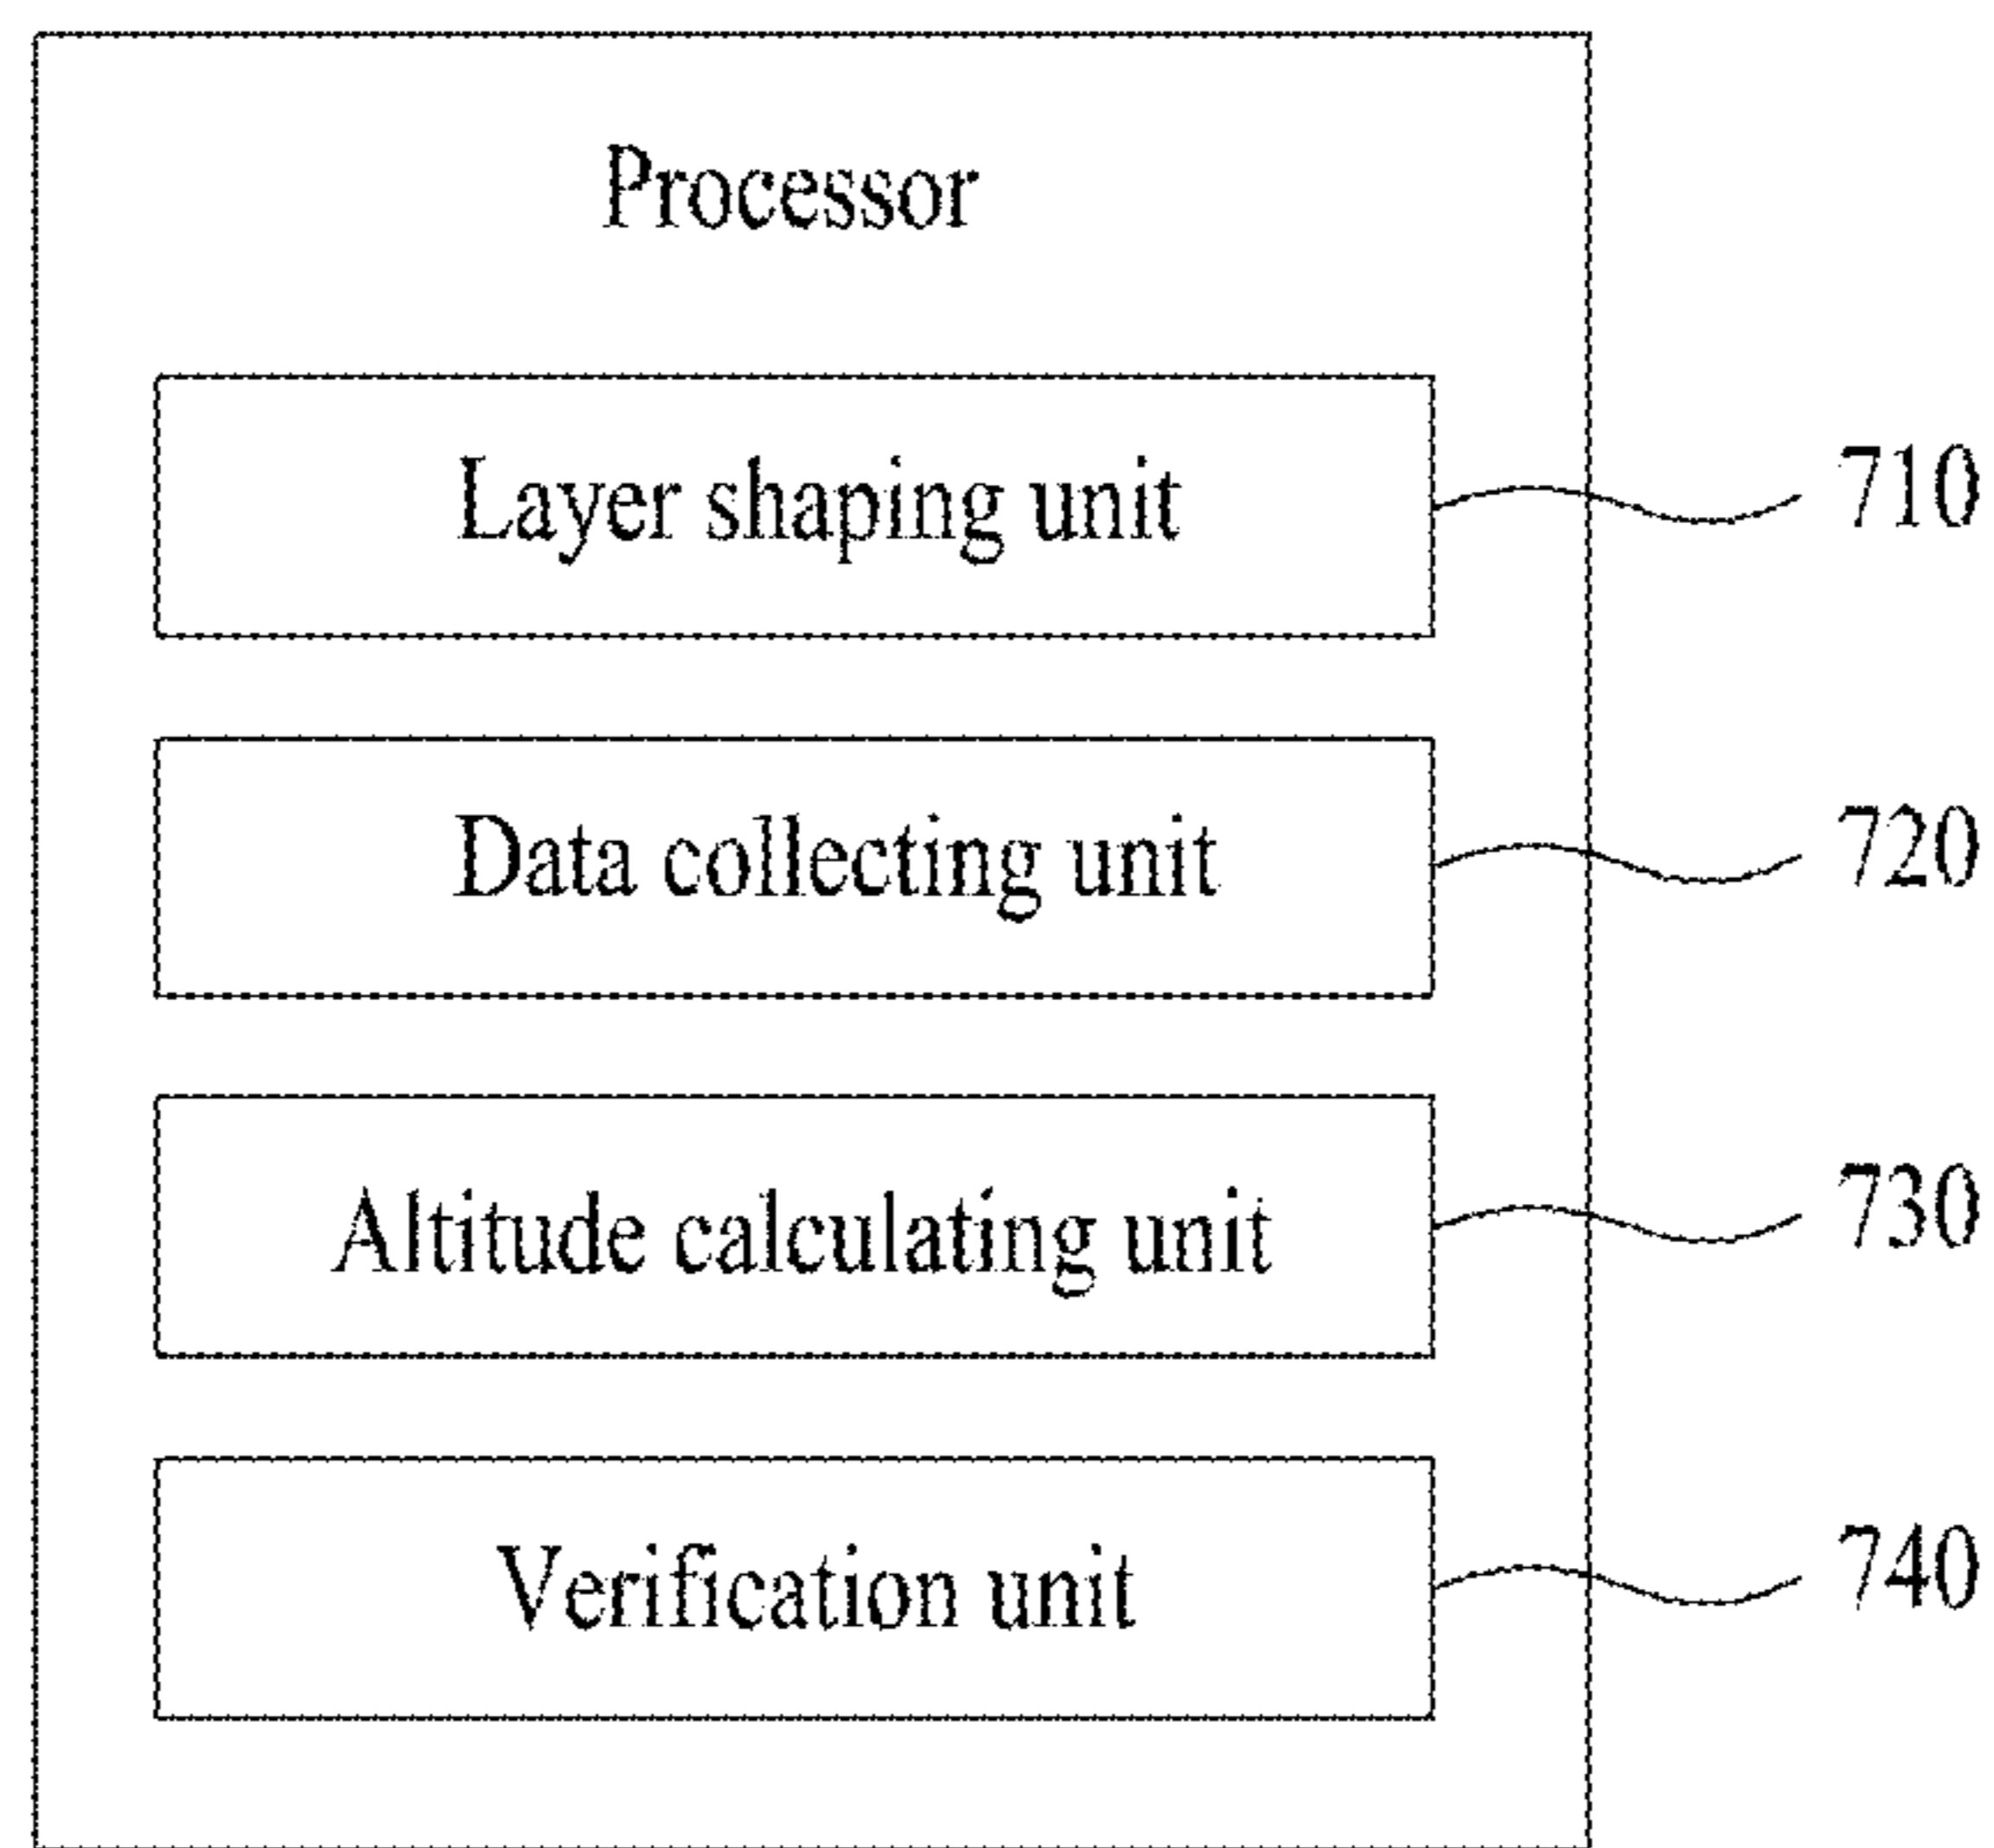 Processor
Layer shaping unit
710
Data collecting unit
720
Altitude calculating unit
730
Verification unit
740